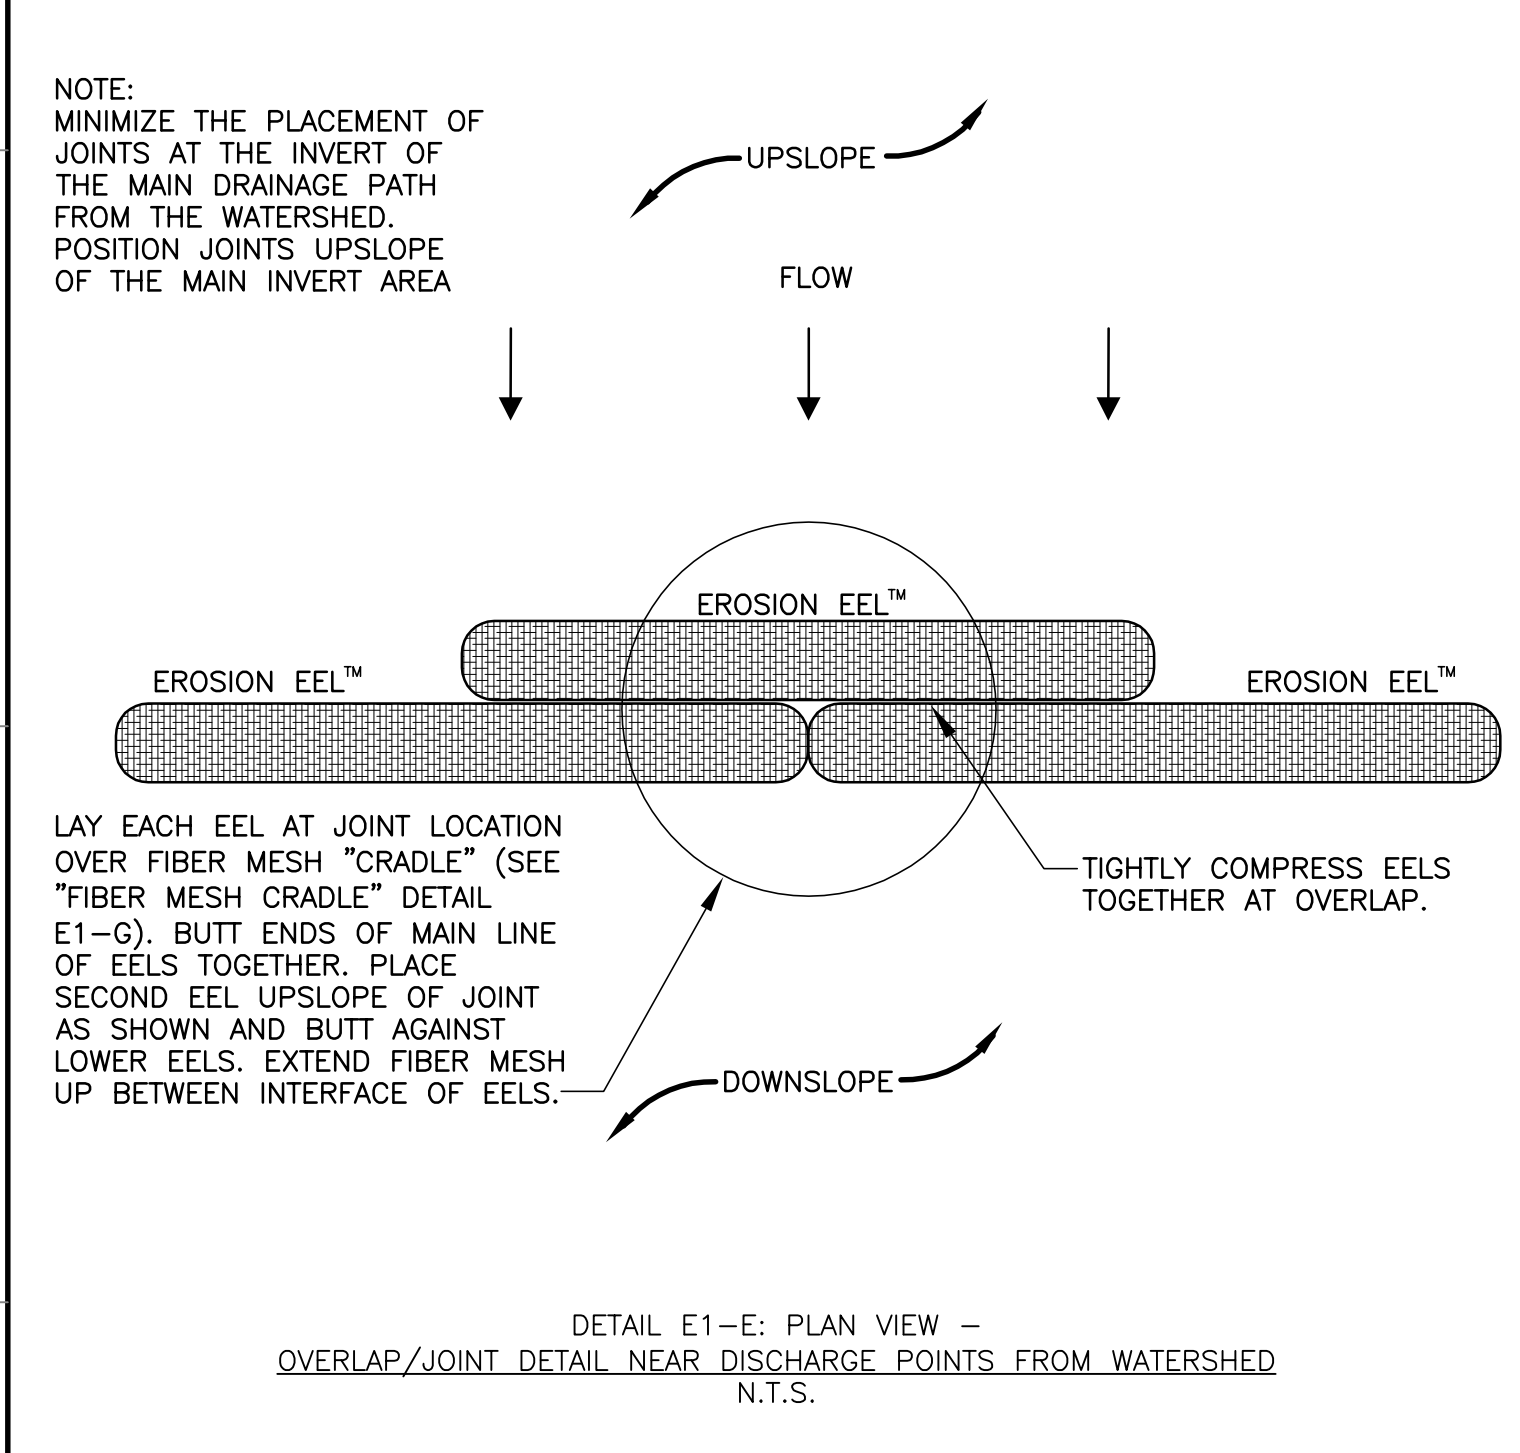 NOTE:
MINIMIZE THE PLACEMENT OF
JOINTS AT THE INVERT OF
THE MAIN DRAINAGE PATH
FROM THE WATERSHED.
POSITION JOINTS UPSLOPE
OF THE MAIN INVERT AREA
UPSLOPE
FLOW
EROSION EEL™
EROSION EEL™
EROSION EEL™
LAY EACH EEL AT JOINT LOCATION
OVER FIBER MESH ”CRADLE” (SEE
”FIBER MESH CRADLE” DETAIL
E1–G). BUTT ENDS OF MAIN LINE
OF EELS TOGETHER. PLACE
SECOND EEL UPSLOPE OF JOINT
AS SHOWN AND BUTT AGAINST
LOWER EELS. EXTEND FIBER MESH
UP BETWEEN INTERFACE OF EELS.
TIGHTLY COMPRESS EELS
TOGETHER AT OVERLAP.
DOWNSLOPE
DETAIL E1–E: PLAN VIEW –
OVERLAP/JOINT DETAIL NEAR DISCHARGE POINTS FROM WATERSHED
N.T.S.